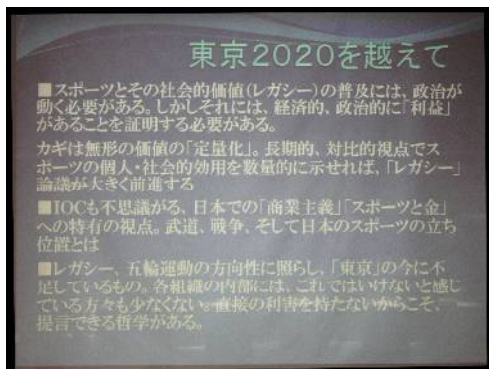 東京2020を越えて
■スポーツとその社会的価値(レガシー)の普及には、政治が
動く必要がある。しかしそれには、経済的、政治的に「利益」
があることを証明する必要がある。
カギは無形の価値の「定量化」。長期的、対比的視点でス
ポーツの個人・社会的効用を数量的に示せれば、「レガシー」
論議が大きく前進する
■IOCも不思議がる、日本での「商業主義」「スポーツと金」
への特有の視点。武道、戦争、そして日本のスポーツの立ち
位置とは
■レガシー、五輪運動の方向性に照らし、「東京」の今に不
足しているもの。各組織の内部には、これではいけないと感じ
ている方々も少なくない。直接の利害を持たないからこそ、
提言できる哲学がある。